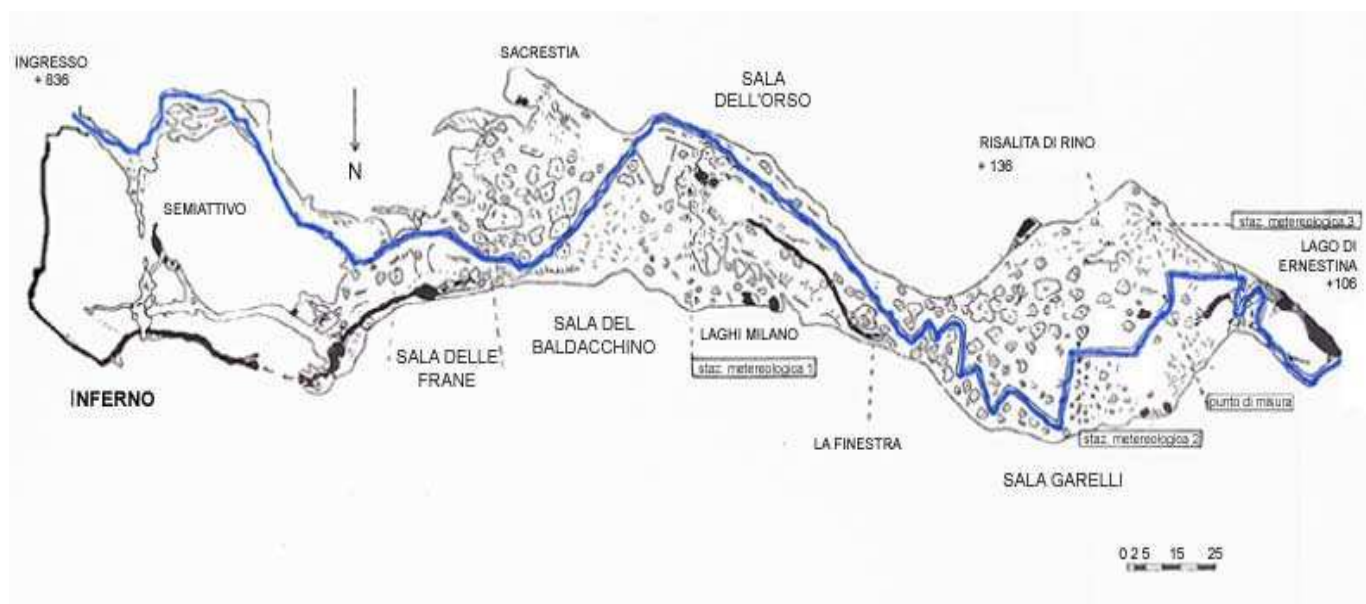 INGRESSO
+ 836
SACRESTIA
SALA
DELL'ORSO
N
RISALITA DI RINO
+ 136
SEMIATTIVO
staz. metereologica 3
LAGO DI
ERNESTINA
+106
SALA DELLE
FRANE
SALA DEL
BALDACCHINO
LAGHI MILANO
staz. metereologica 1
INFERNO
punto di misura
LA FINESTRA
staz. metereologica 2
SALA GARELLI
0 2 5 15 25